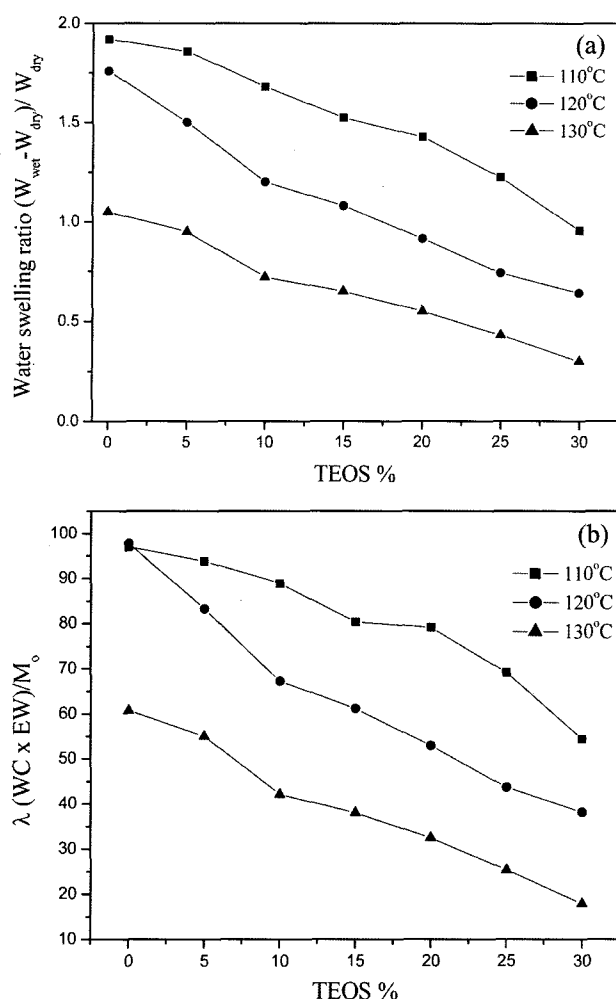 (a)
110°C
120°C
130°C
Water swelling ratio (W_wet-W_dry)/ W_dry
2.0
1.5
1.0
0.5
0.0
0 5 10 15 20 25 30
TEOS %
(b)
110°C
120°C
130°C
λ (WC x EW)/M_o
100
90
80
70
60
50
40
30
20
10
0 5 10 15 20 25 30
TEOS %